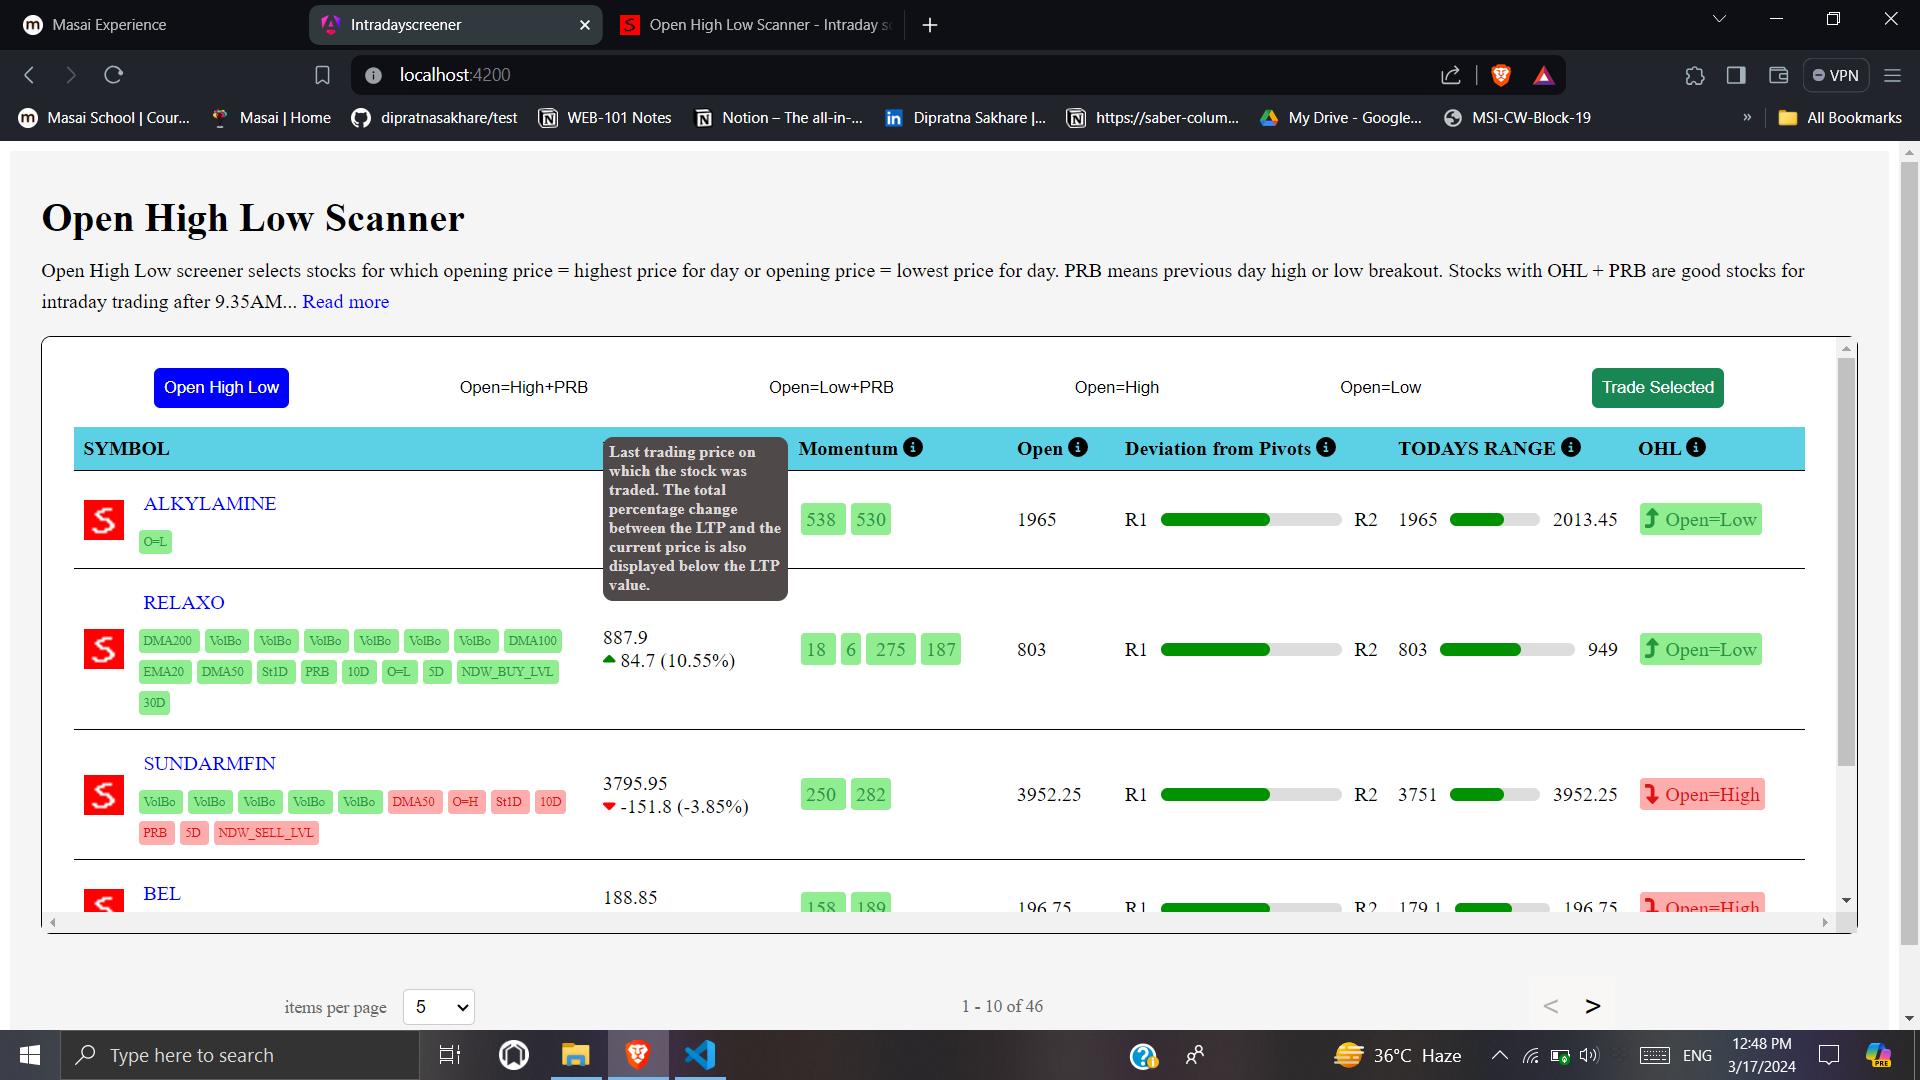 Masai Experience
Intradayscreener
Open High Low Scanner - Intraday s
localhost:4200
VPN
Masai School | Cour...
Masai | Home
dipratnasakhare/test
WEB-101 Notes
Notion – The all-in-...
Dipratna Sakhare |...
https://saber-colum...
My Drive - Google...
MSI-CW-Block-19
»
All Bookmarks
Open High Low Scanner
Open High Low screener selects stocks for which opening price = highest price for day or opening price = lowest price for day. PRB means previous day high or low breakout. Stocks with OHL + PRB are good stocks for
intraday trading after 9.35AM... Read more
Open High Low
Open=High+PRB
Open=Low+PRB
Open=High
Open=Low
Trade Selected
SYMBOL
Momentum
Open
Deviation from Pivots
TODAYS RANGE
OHL
Last trading price on
which the stock was
traded. The total
percentage change
between the LTP and the
current price is also
displayed below the LTP
value.
ALKYLAMINE
O=L
538 530
1965
R1 R2
1965 2013.45
Open=Low
RELAXO
DMA200 VolBo VolBo VolBo VolBo VolBo VolBo DMA100
EMA20 DMA50 St1D PRB 10D O=L 5D NDW_BUY_LVL
30D
887.9
84.7 (10.55%)
18 6 275 187
803
R1 R2
803 949
Open=Low
SUNDARMFIN
VolBo VolBo VolBo VolBo VolBo DMA50 O=H St1D 10D
PRB 5D NDW_SELL_LVL
3795.95
-151.8 (-3.85%)
250 282
3952.25
R1 R2
3751 3952.25
Open=High
BEL
188.85
158 189
196.75
R1 R2
179.1 196.75
Open=High
items per page 5
1 - 10 of 46
< >
Type here to search
36°C Haze
ENG
12:48 PM
3/17/2024
PRE